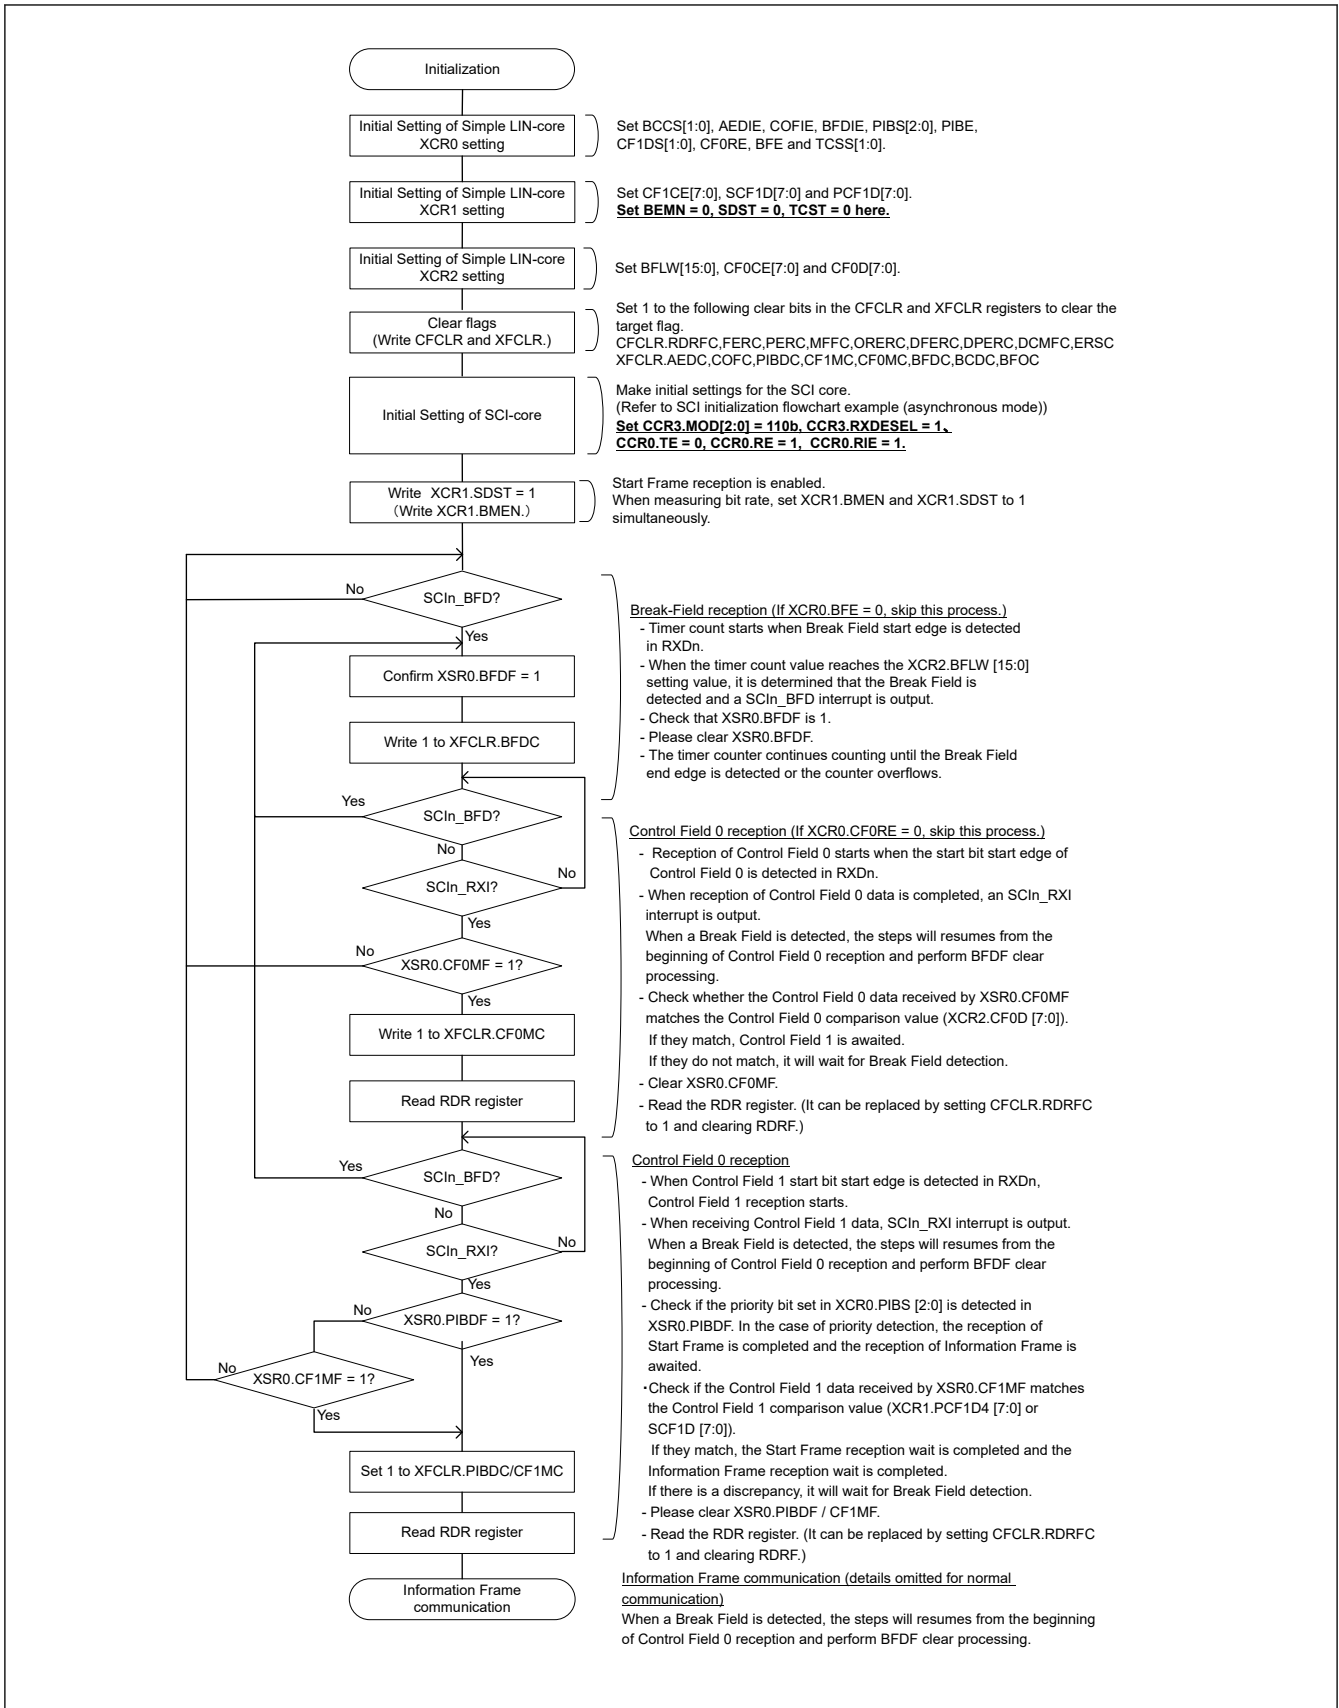 Initialization
Initial Setting of Simple LIN-core
XCR0 setting
Set BCCS[1:0], AEDIE, COFIE, BFDIE, PIBS[2:0], PIBE,
CF1DS[1:0], CF0RE, BFE and TCSS[1:0].
Initial Setting of Simple LIN-core
XCR1 setting
Set CF1CE[7:0], SCF1D[7:0] and PCF1D[7:0].
Set BEMN = 0, SDST = 0, TCST = 0 here.
Initial Setting of Simple LIN-core
XCR2 setting
Set BFLW[15:0], CF0CE[7:0] and CF0D[7:0].
Clear flags
(Write CFCLR and XFCLR.)
Set 1 to the following clear bits in the CFCLR and XFCLR registers to clear the
target flag.
CFCLR.RDRFC,FERC,PERC,MFFC,ORERC,DFERC,DPERC,DCMFC,ERSC
XFCLR.AEDC,COFC,PIBDC,CF1MC,CF0MC,BFDC,BCDC,BFOC
Initial Setting of SCI-core
Make initial settings for the SCI core.
(Refer to SCI initialization flowchart example (asynchronous mode))
Set CCR3.MOD[2:0] = 110b, CCR3.RXDESEL = 1、
CCR0.TE = 0, CCR0.RE = 1, CCR0.RIE = 1.
Write XCR1.SDST = 1
（Write XCR1.BMEN.）
Start Frame reception is enabled.
When measuring bit rate, set XCR1.BMEN and XCR1.SDST to 1
simultaneously.
No
SCIn_BFD?
Yes
Confirm XSR0.BFDF = 1
Write 1 to XFCLR.BFDC
Break-Field reception (If XCR0.BFE = 0, skip this process.)
- Timer count starts when Break Field start edge is detected
in RXDn.
- When the timer count value reaches the XCR2.BFLW [15:0]
setting value, it is determined that the Break Field is
detected and a SCIn_BFD interrupt is output.
- Check that XSR0.BFDF is 1.
- Please clear XSR0.BFDF.
- The timer counter continues counting until the Break Field
end edge is detected or the counter overflows.
Yes
SCIn_BFD?
No
SCIn_RXI?
No
Yes
No
XSR0.CF0MF = 1?
Yes
Write 1 to XFCLR.CF0MC
Read RDR register
Control Field 0 reception (If XCR0.CF0RE = 0, skip this process.)
- Reception of Control Field 0 starts when the start bit start edge of
Control Field 0 is detected in RXDn.
- When reception of Control Field 0 data is completed, an SCIn_RXI
interrupt is output.
When a Break Field is detected, the steps will resumes from the
beginning of Control Field 0 reception and perform BFDF clear
processing.
- Check whether the Control Field 0 data received by XSR0.CF0MF
matches the Control Field 0 comparison value (XCR2.CF0D [7:0]).
If they match, Control Field 1 is awaited.
If they do not match, it will wait for Break Field detection.
- Clear XSR0.CF0MF.
- Read the RDR register. (It can be replaced by setting CFCLR.RDRFC
to 1 and clearing RDRF.)
Yes
SCIn_BFD?
No
SCIn_RXI?
No
Yes
No
XSR0.PIBDF = 1?
Yes
No
XSR0.CF1MF = 1?
Yes
Set 1 to XFCLR.PIBDC/CF1MC
Read RDR register
Control Field 0 reception
- When Control Field 1 start bit start edge is detected in RXDn,
Control Field 1 reception starts.
- When receiving Control Field 1 data, SCIn_RXI interrupt is output.
When a Break Field is detected, the steps will resumes from the
beginning of Control Field 0 reception and perform BFDF clear
processing.
- Check if the priority bit set in XCR0.PIBS [2:0] is detected in
XSR0.PIBDF. In the case of priority detection, the reception of
Start Frame is completed and the reception of Information Frame is
awaited.
・Check if the Control Field 1 data received by XSR0.CF1MF matches
the Control Field 1 comparison value (XCR1.PCF1D4 [7:0] or
SCF1D [7:0]).
If they match, the Start Frame reception wait is completed and the
Information Frame reception wait is completed.
If there is a discrepancy, it will wait for Break Field detection.
- Please clear XSR0.PIBDF / CF1MF.
- Read the RDR register. (It can be replaced by setting CFCLR.RDRFC
to 1 and clearing RDRF.)
Information Frame
communication
Information Frame communication (details omitted for normal
communication)
When a Break Field is detected, the steps will resumes from the beginning
of Control Field 0 reception and perform BFDF clear processing.